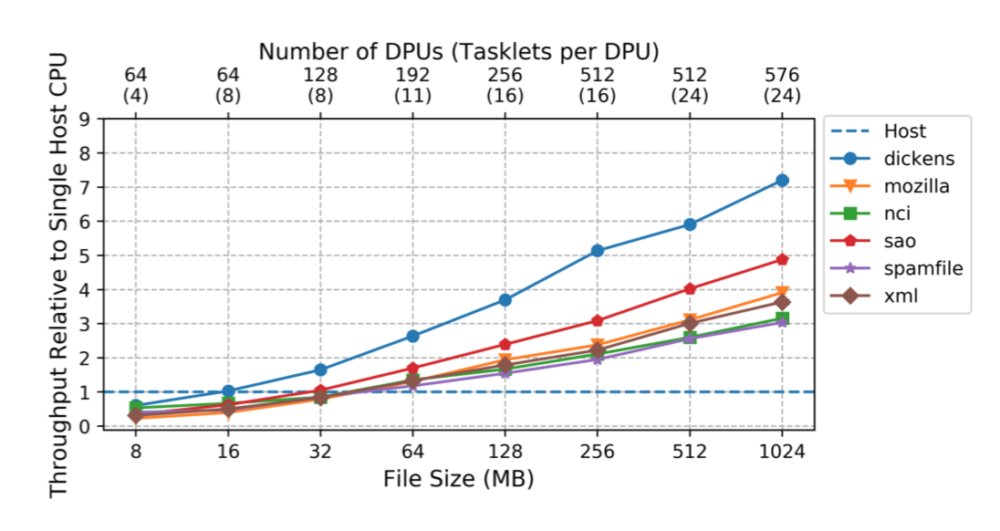 Number of DPUs (Tasklets per DPU)
64 64 128 192 256 512 512 576
(4) (8) (8) (11) (16) (16) (24) (24)
Throughput Relative to Single Host CPU
9
8
7
6
5
4
3
2
1
0
8 16 32 64 128 256 512 1024
File Size (MB)
Host
dickens
mozilla
nci
sao
spamfile
xml